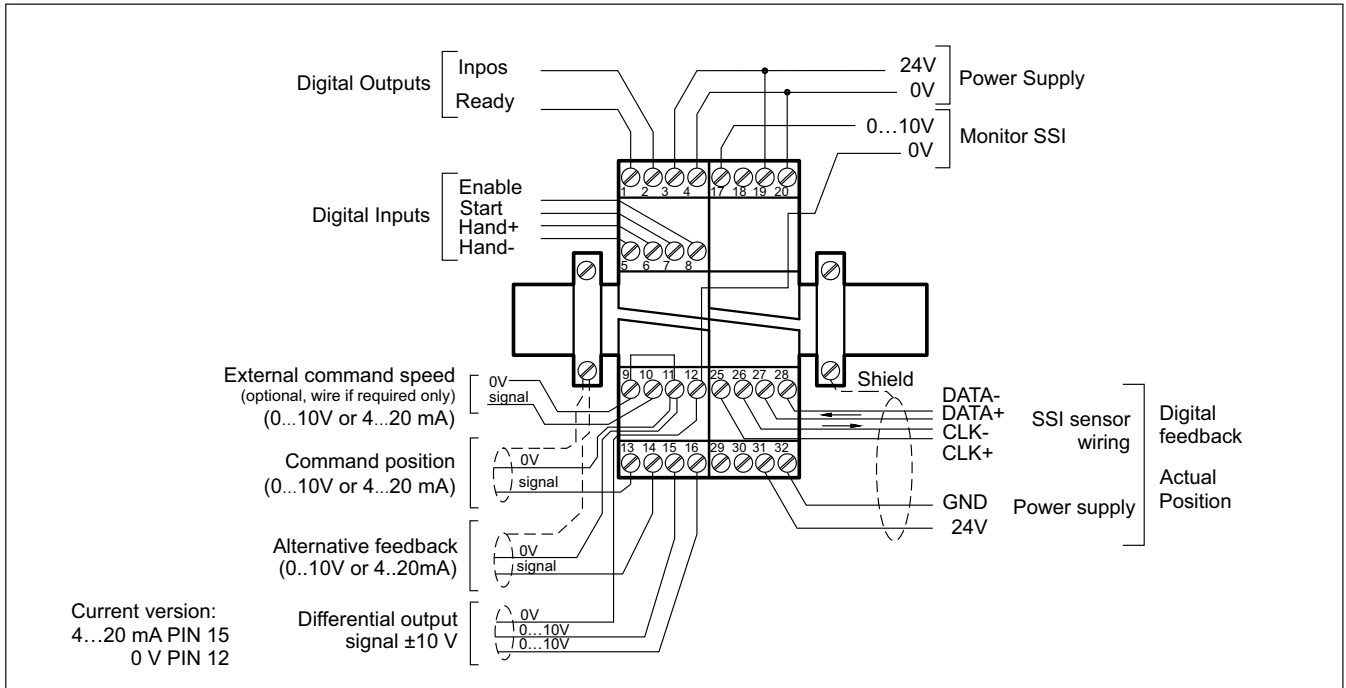 Digital Outputs
Inpos
Ready
24V
0V
Power Supply
0...10V
0V
Monitor SSI
1 2 3 4 17 18 19 20
Digital Inputs
Enable
Start
Hand+
Hand-
5 6 7 8
External command speed
(optional, wire if required only)
(0...10V or 4...20 mA)
0V
signal
9 10 11 12 25 26 27 28
Shield
DATA-
DATA+
CLK-
CLK+
SSI sensor
wiring
Digital
feedback
Actual
Position
Command position
(0...10V or 4...20 mA)
0V
signal
13 14 15 16 29 30 31 32
GND
24V
Power supply
Alternative feedback
(0..10V or 4..20mA)
0V
signal
Current version:
4...20 mA PIN 15
0 V PIN 12
Differential output
signal ±10 V
0V
0...10V
0...10V